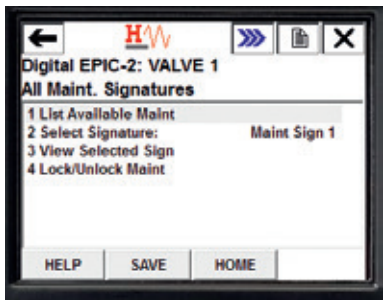 H
Digital EPIC-2: VALVE 1
All Maint. Signatures
1 List Available Maint
2 Select Signature: Maint Sign 1
3 View Selected Sign
4 Lock/Unlock Maint
HELP SAVE HOME